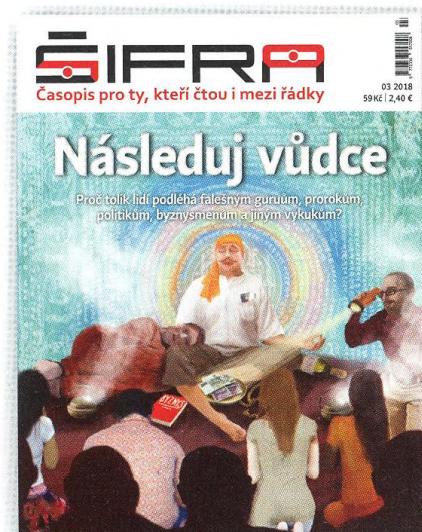 ŠIFRA
Časopis pro ty, kteří čtou i mezi řádky
03 2018
59 Kč | 2,40 €
Následuj vůdce
Proč tolik lidí podléhá falešným guruům, prorokům,
politikům, byznysmenům a jiným vykukům?